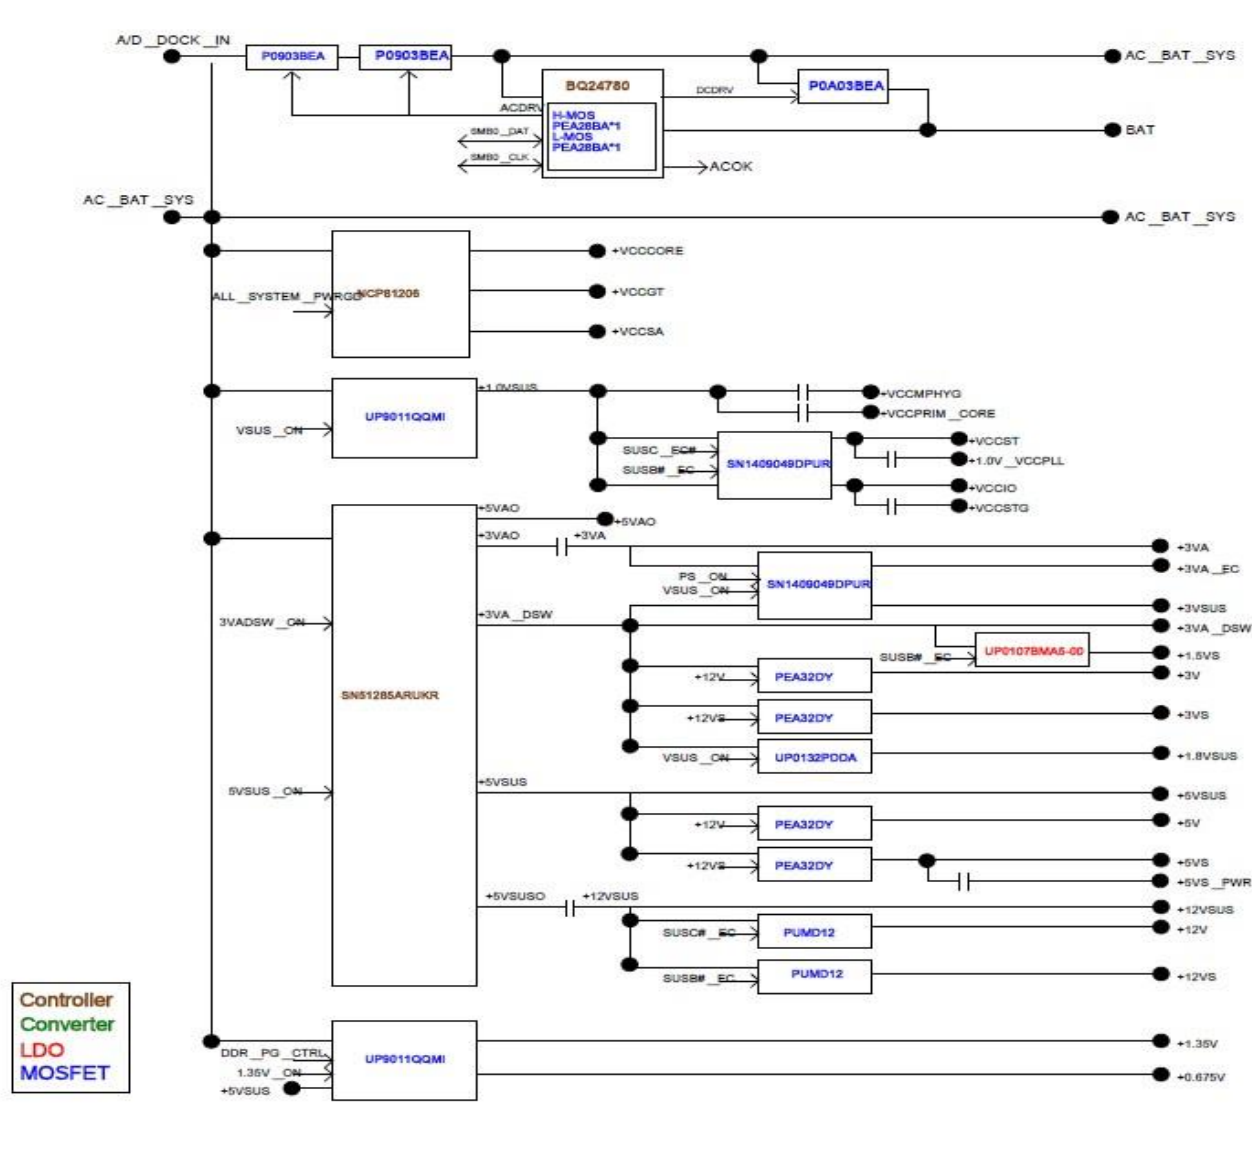 A/D_DOCK_IN
P0903BEA
P0903BEA
AC_BAT_SYS
BQ24780
DCDRV
P0A03BEA
ACDRV
H-MOS
PEA28BA*1
L-MOS
PEA28BA*1
SMB0_DAT
BAT
SMB0_CLK
ACOK
AC_BAT_SYS
AC_BAT_SYS
+VCCCORE
ALL_SYSTEM_PWRGD
NCP81206
+VCCGT
+VCCSA
+1.0VSUS
UP9011QQMI
VSUS_ON
+VCCMPHYG
+VCCPRIM_CORE
SUSC_EC#
SUSB#_EC
SN1409049DPUR
+VCCST
+1.0V_VCCPLL
+VCCIO
+VCCSTG
+5VAO
+5VAO
+3VAO
+3VA
+3VA
PS_ON
VSUS_ON
SN1409049DPUR
+3VA_EC
+3VSUS
3VADSW_ON
+3VA_DSW
+3VA_DSW
SUSB#_EC
UP0107BMA5-00
+1.5VS
+12V
PEA32DY
+3V
SN51285ARUKR
+12VS
PEA32DY
+3VS
VSUS_ON
UP0132PDDA
+1.8VSUS
5VSUS_ON
+5VSUS
+5VSUS
+12V
PEA32DY
+5V
+12VS
PEA32DY
+5VS
+5VS_PWR
+5VSUSO
+12VSUS
+12VSUS
SUSC#_EC
PUMD12
+12V
SUSB#_EC
PUMD12
+12VS
Controller
Converter
LDO
MOSFET
DDR_PG_CTRL
1.35V_ON
+5VSUS
UP9011QQMI
+1.35V
+0.675V